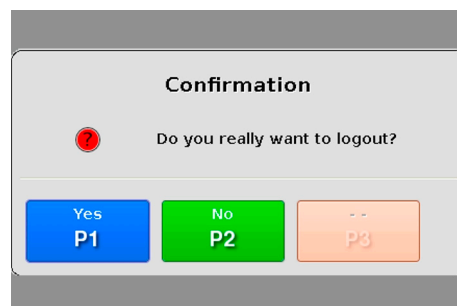 Confirmation
?
Do you really want to logout?
Yes
P1
No
P2
- -
P3